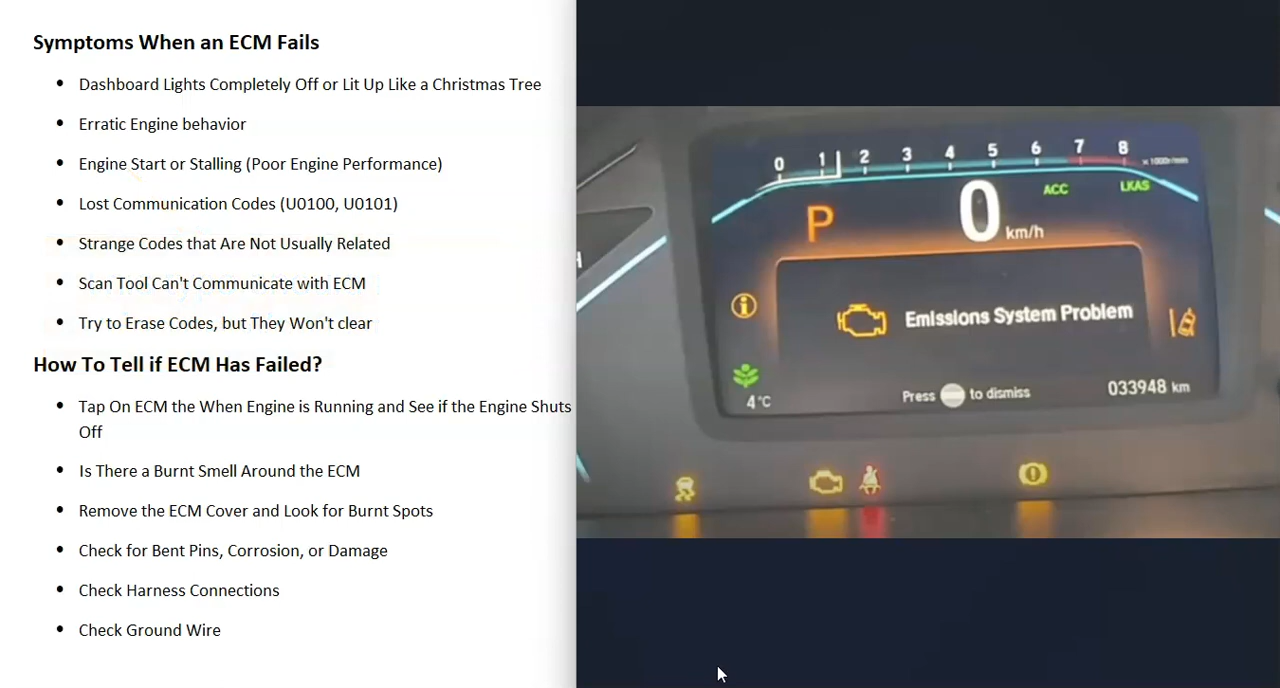 Symptoms When an ECM Fails
Dashboard Lights Completely Off or Lit Up Like a Christmas Tree
Erratic Engine behavior
Engine Start or Stalling (Poor Engine Performance)
Lost Communication Codes (U0100, U0101)
Strange Codes that Are Not Usually Related
Scan Tool Can't Communicate with ECM
Try to Erase Codes, but They Won't clear
How To Tell if ECM Has Failed?
Tap On ECM the When Engine is Running and See if the Engine Shuts
Off
Is There a Burnt Smell Around the ECM
Remove the ECM Cover and Look for Burnt Spots
Check for Bent Pins, Corrosion, or Damage
Check Harness Connections
Check Ground Wire
0 1 2 3 4 5 6 7 8
x 1000r/min
ACC LKAS
P 0 km/h
H
Emissions System Problem
Press to dismiss
033948 km
4°C